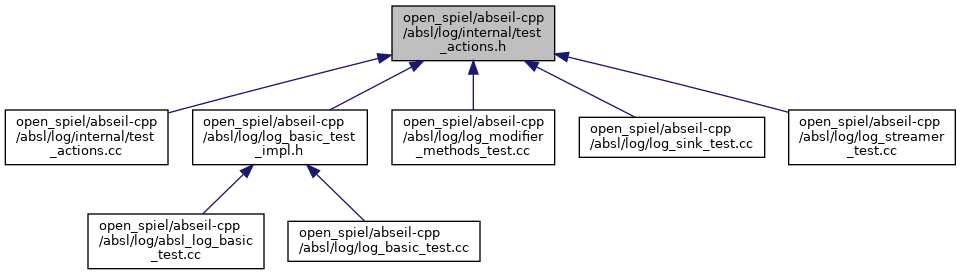 open_spiel/abseil-cpp
/absl/log/internal/test
_actions.h
open_spiel/abseil-cpp
/absl/log/internal/test
_actions.cc
open_spiel/abseil-cpp
/absl/log/log_basic_test
_impl.h
open_spiel/abseil-cpp
/absl/log/log_modifier
_methods_test.cc
open_spiel/abseil-cpp
/absl/log/log_sink_test.cc
open_spiel/abseil-cpp
/absl/log/log_streamer
_test.cc
open_spiel/abseil-cpp
/absl/log/absl_log_basic
_test.cc
open_spiel/abseil-cpp
/absl/log/log_basic_test.cc